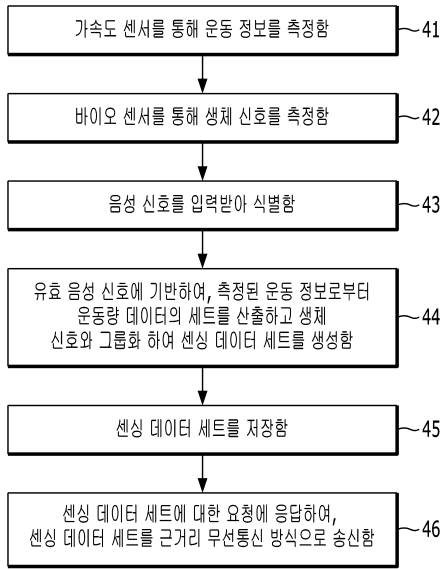 가속도 센서를 통해 운동 정보를 측정함
41
바이오 센서를 통해 생체 신호를 측정함
42
음성 신호를 입력받아 식별함
43
유효 음성 신호에 기반하여, 측정된 운동 정보로부터
운동량 데이터의 세트를 산출하고 생체
신호와 그룹화 하여 센싱 데이터 세트를 생성함
44
센싱 데이터 세트를 저장함
45
센싱 데이터 세트에 대한 요청에 응답하여,
센싱 데이터 세트를 근거리 무선통신 방식으로 송신함
46